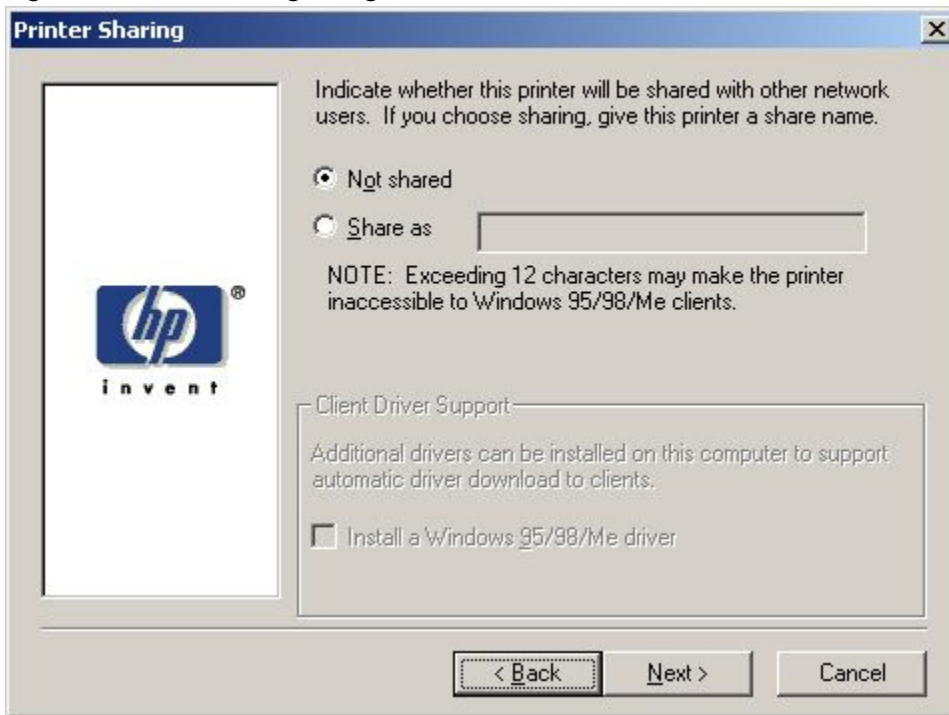 Printer Sharing
Indicate whether this printer will be shared with other network
users. If you choose sharing, give this printer a share name.
Not shared
Share as
NOTE: Exceeding 12 characters may make the printer
inaccessible to Windows 95/98/Me clients.
hp ®
invent
Client Driver Support
Additional drivers can be installed on this computer to support
automatic driver download to clients.
Install a Windows 95/98/Me driver
< Back
Next >
Cancel